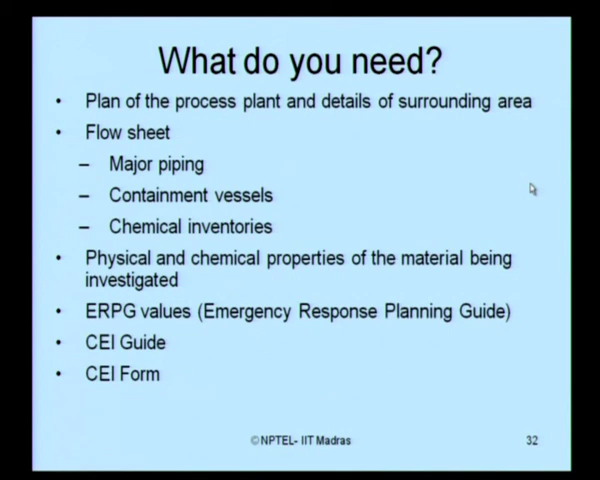 What do you need?
• Plan of the process plant and details of surrounding area
• Flow sheet
– Major piping
– Containment vessels
– Chemical inventories
• Physical and chemical properties of the material being
investigated
• ERPG values (Emergency Response Planning Guide)
• CEI Guide
• CEI Form
©NPTEL- IIT Madras
32